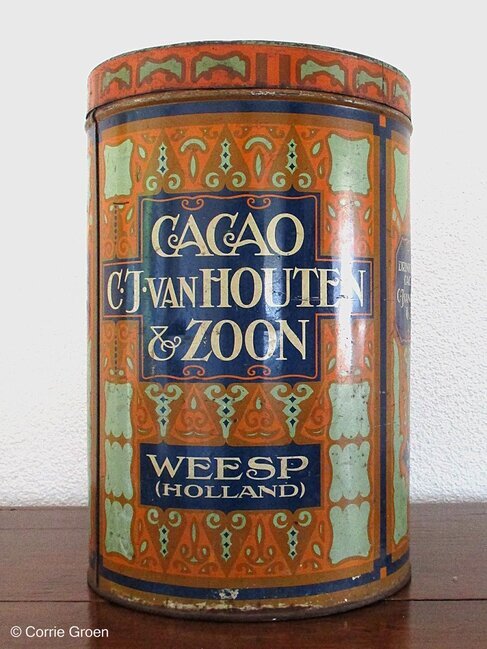 CACAO
C·J·VAN HOUTEN
& ZOON
WEESP
(HOLLAND)
© Corrie Groen